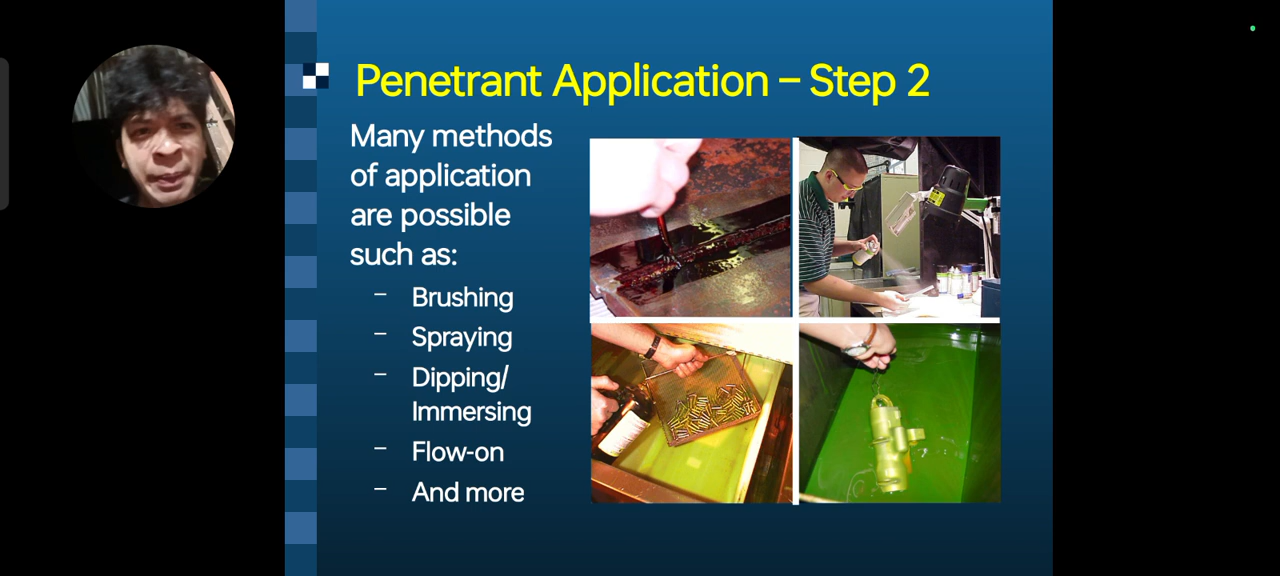 Penetrant Application – Step 2
Many methods
of application
are possible
such as:
– Brushing
– Spraying
– Dipping/
Immersing
– Flow-on
– And more